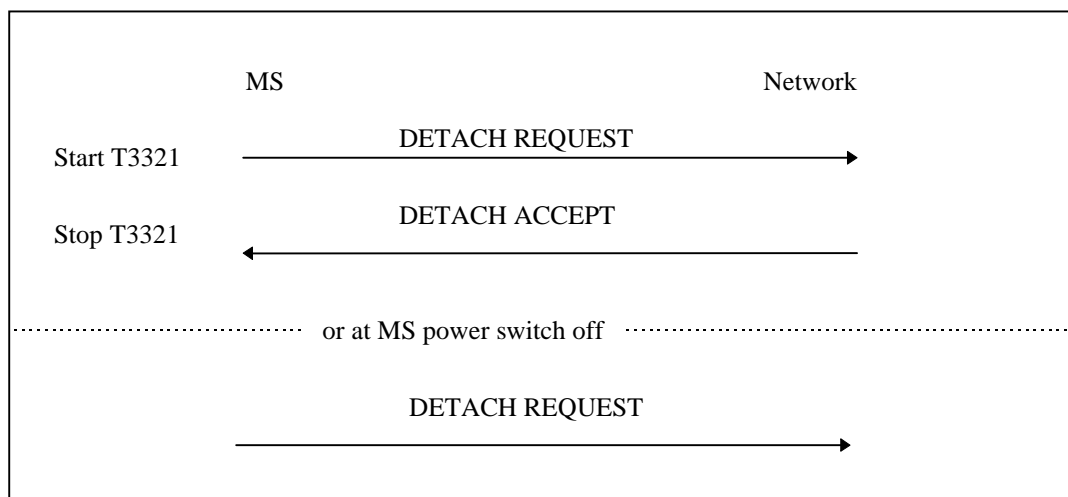 MS Network
Start T3321 DETACH REQUEST
Stop T3321 DETACH ACCEPT
or at MS power switch off
DETACH REQUEST